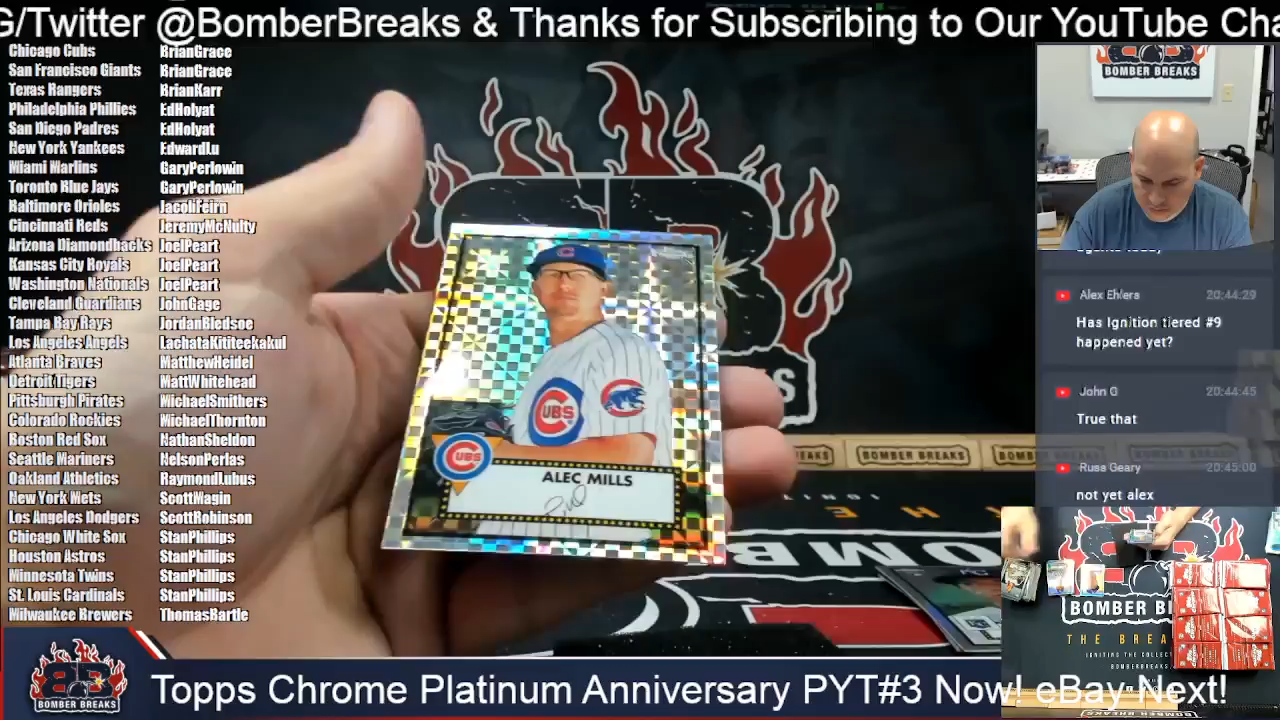 G/Twitter @BomberBreaks & Thanks for Subscribing to Our YouTube Cha
Chicago Cubs BrianGrace
San Francisco Giants BrianGrace
Texas Rangers BrianKarr
Philadelphia Phillies EdHolyat
San Diego Padres EdHolyat
New York Yankees EdwardLu
Miami Marlins GaryPerlowin
Toronto Blue Jays GaryPerlowin
Baltimore Orioles JacobFeirn
Cincinnati Reds JeremyMcNulty
Arizona Diamondbacks JoelPeart
Kansas City Royals JoelPeart
Washington Nationals JoelPeart
Cleveland Guardians JohnGage
Tampa Bay Rays JordanBledsoe
Los Angeles Angels LachataKititeekakul
Atlanta Braves MatthewHeidel
Detroit Tigers MattWhitehead
Pittsburgh Pirates MichaelSmithers
Colorado Rockies MichaelThornton
Boston Red Sox NathanSheldon
Seattle Mariners NelsonPerlas
Oakland Athletics RaymondLubus
New York Mets ScottMagin
Los Angeles Dodgers ScottRobinson
Chicago White Sox StanPhillips
Houston Astros StanPhillips
Minnesota Twins StanPhillips
St. Louis Cardinals StanPhillips
Milwaukee Brewers ThomasBartle
CUBS
CUBS
ALEC MILLS
BOMBER BREAKS
BOMBER BREAKS
Alex Ehlers 20:44:29
Has Ignition tiered #9
happened yet?
John G 20:44:45
True that
Russ Geary 20:45:00
not yet alex
BOMBER
THE BREA
BOMBER BREAKS
Topps Chrome Platinum Anniversary PYT#3 Now! eBay Next!